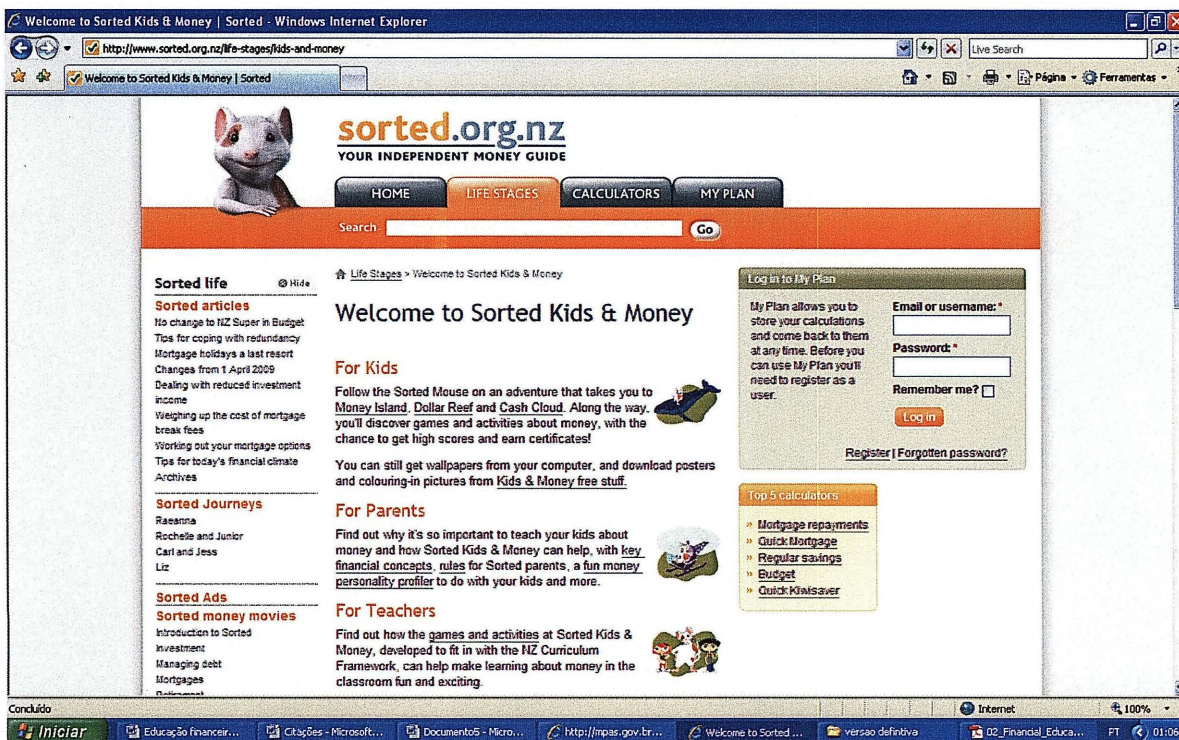 Welcome to Sorted Kids & Money | Sorted - Windows Internet Explorer
http://www.sorted.org.nz/life-stages/kids-and-money
Live Search
Welcome to Sorted Kids & Money | Sorted
Página
Ferramentas
sorted.org.nz
YOUR INDEPENDENT MONEY GUIDE
HOME
LIFE STAGES
CALCULATORS
MY PLAN
Search
Go
Sorted life
Hide
Sorted articles
No change to NZ Super in Budget
Tips for coping with redundancy
Mortgage holidays a last resort
Changes from 1 April 2009
Dealing with reduced investment
income
Weighing up the cost of mortgage
break fees
Working out your mortgage options
Tips for today's financial climate
Archives
Sorted Journeys
Raeanna
Rochelle and Junior
Carl and Jess
Liz
Sorted Ads
Sorted money movies
Introduction to Sorted
Investment
Managing debt
Mortgages
Retirement
Life Stages > Welcome to Sorted Kids & Money
Welcome to Sorted Kids & Money
For Kids
Follow the Sorted Mouse on an adventure that takes you to
Money Island, Dollar Reef and Cash Cloud. Along the way,
you'll discover games and activities about money, with the
chance to get high scores and earn certificates!
You can still get wallpapers from your computer, and download posters
and colouring-in pictures from Kids & Money free stuff.
For Parents
Find out why it's so important to teach your kids about
money and how Sorted Kids & Money can help, with key
financial concepts, rules for Sorted parents, a fun money
personality profiler to do with your kids and more.
For Teachers
Find out how the games and activities at Sorted Kids &
Money, developed to fit in with the NZ Curriculum
Framework, can help make learning about money in the
classroom fun and exciting.
Log in to My Plan
My Plan allows you to
store your calculations
and come back to them
at any time. Before you
can use My Plan you'll
need to register as a
user.
Email or username:*
Password:*
Remember me?
Log in
Register | Forgotten password?
Top 5 calculators
» Mortgage repayments
» Quick Mortgage
» Regular savings
» Budget
» Quick Kiwisaver
Concluído
Internet
100%
Iniciar
Educação financeir...
Citações - Microsoft...
Documento5 - Micro...
http://mpas.gov.br...
Welcome to Sorted ...
versao defintiva
02_Financial_Educa...
PT
01:06